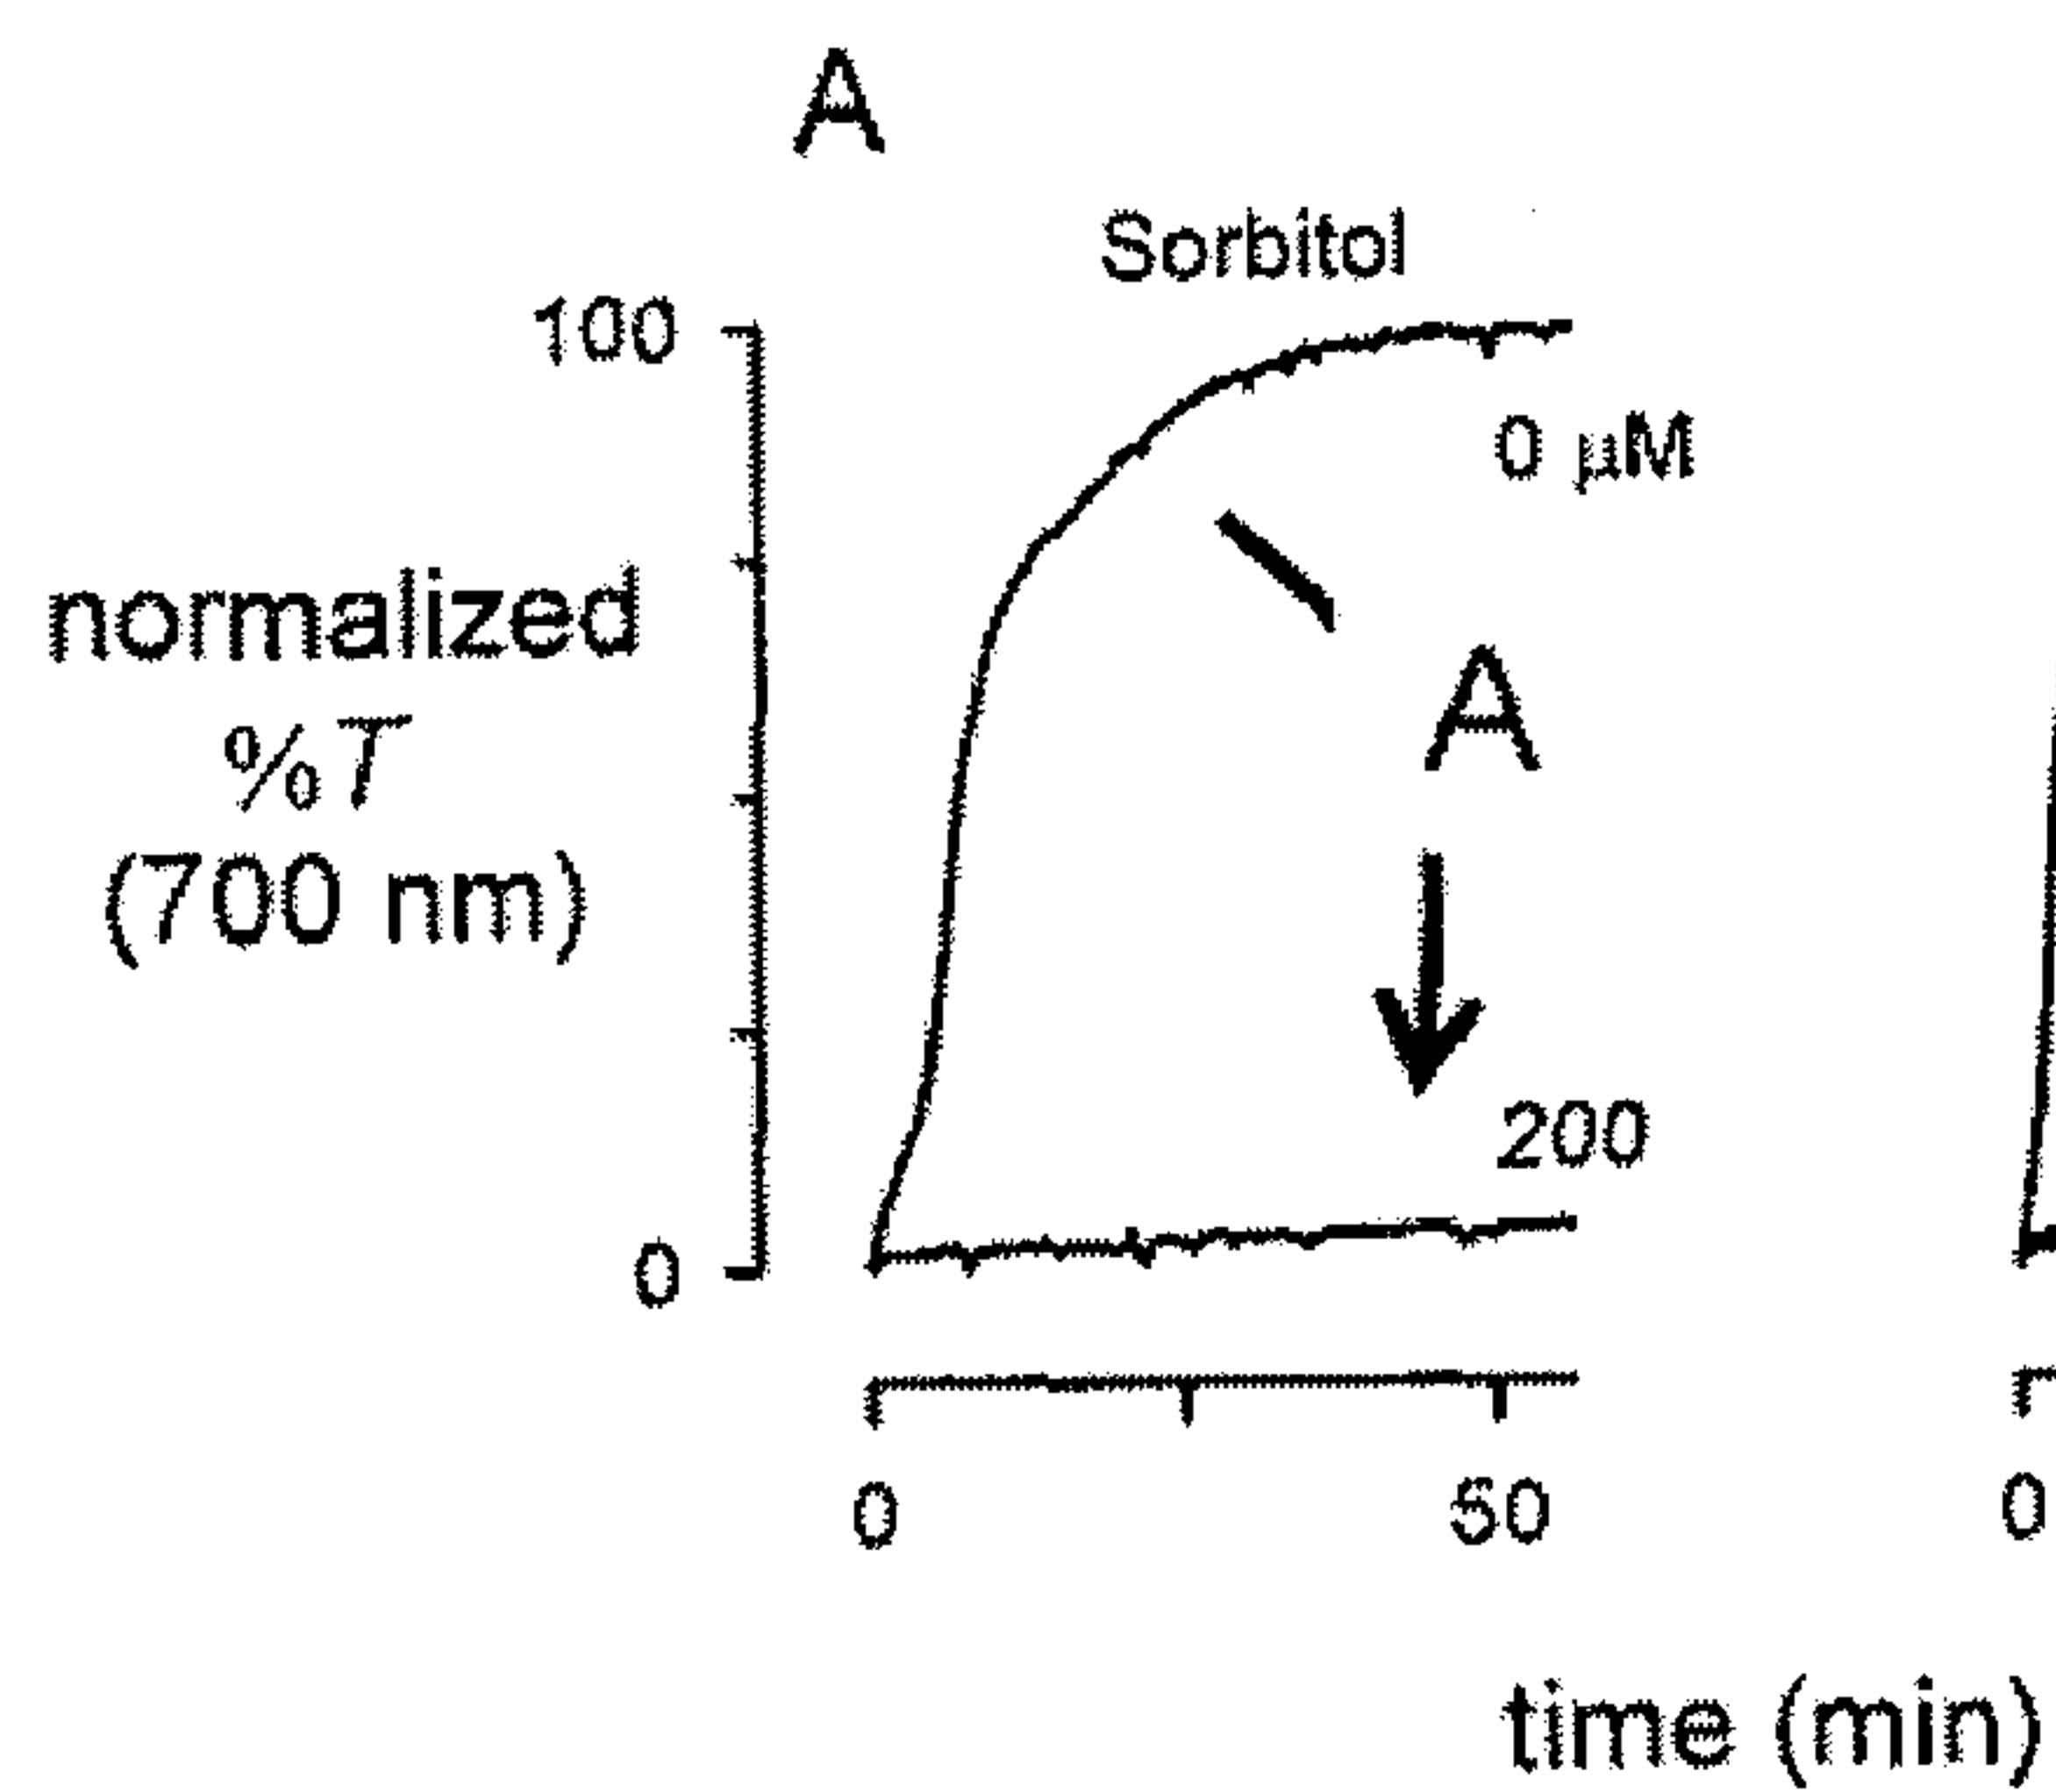 A
Sorbitol
100
0 µM
normalized
%T
(700 nm)
A
200
0
0
50
0
time (min)